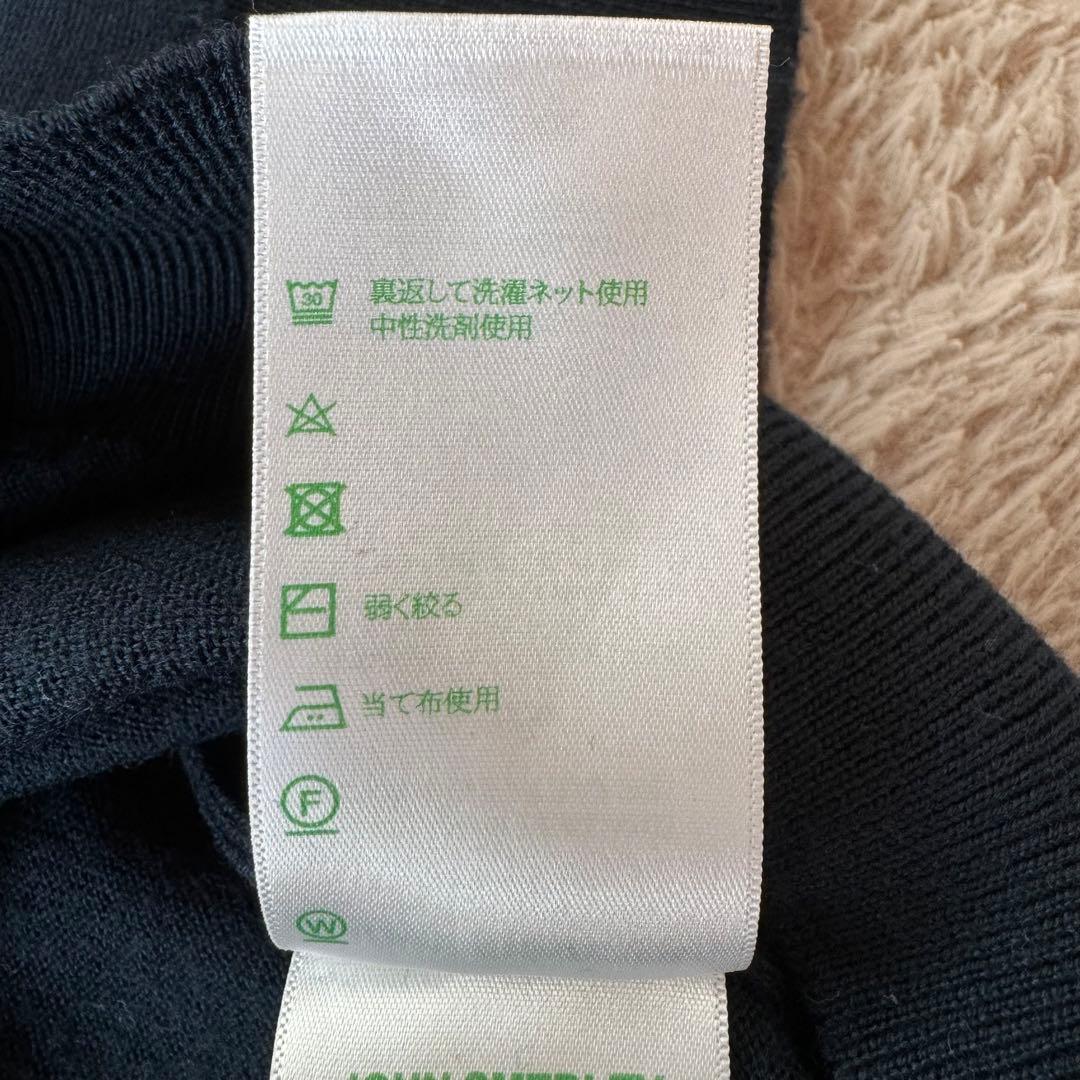 30
裏返して洗濯ネット使用
中性洗剤使用
弱く絞る
当て布使用
F
W